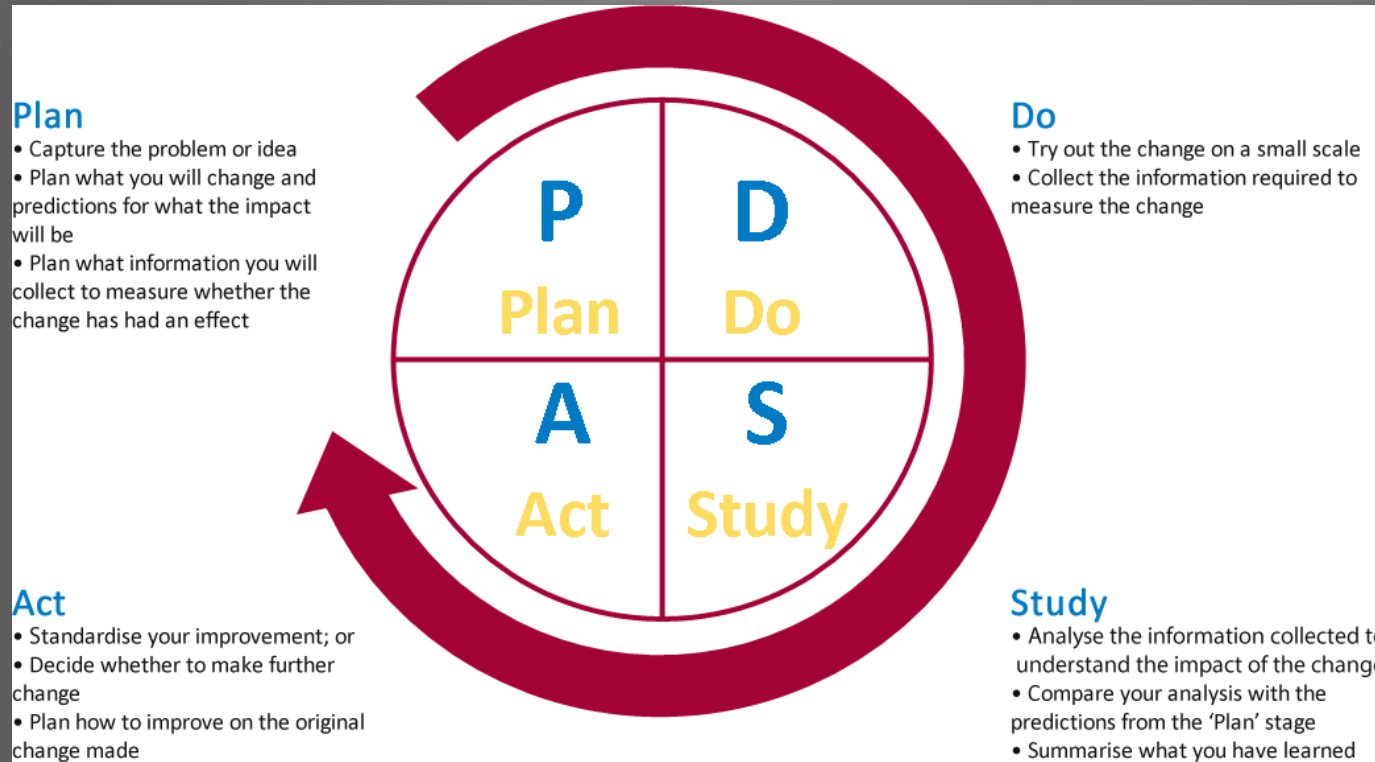 Plan
• Capture the problem or idea
• Plan what you will change and
predictions for what the impact
will be
• Plan what information you will
collect to measure whether the
change has had an effect
P
Plan
D
Do
A
Act
S
Study
Do
• Try out the change on a small scale
• Collect the information required to
measure the change
Act
• Standardise your improvement; or
• Decide whether to make further
change
• Plan how to improve on the original
change made
Study
• Analyse the information collected t
understand the impact of the chang
• Compare your analysis with the
predictions from the ‘Plan’ stage
• Summarise what you have learned